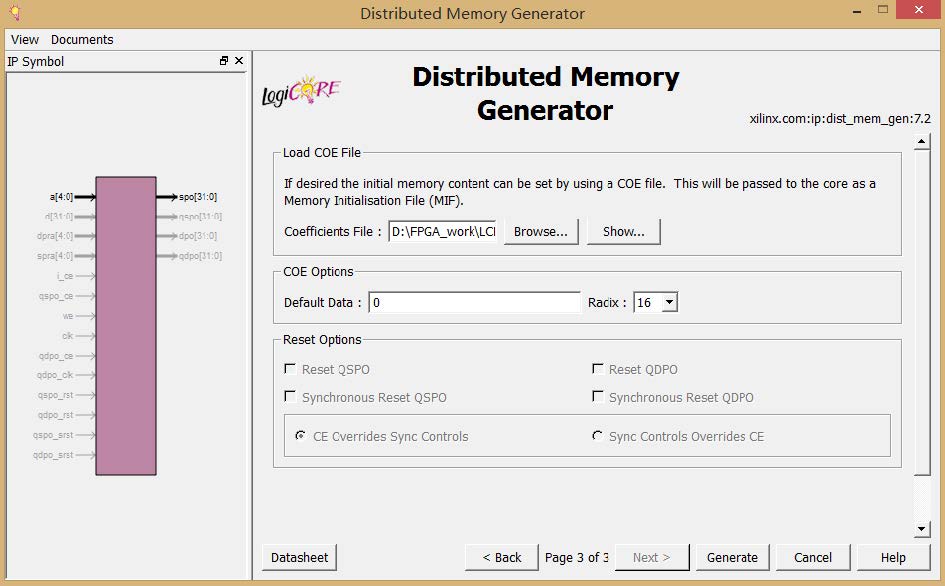 Distributed Memory Generator
View Documents
IP Symbol
a[4:0]
d[31:0]
dpra[4:0]
spra[4:0]
i_ce
qspo_ce
we
clk
qdpo_ce
qdpo_clk
qspo_rst
qdpo_rst
qspo_srst
qdpo_srst
spo[31:0]
qspo[31:0]
dpo[31:0]
qdpo[31:0]
LogiCORE
Distributed Memory
Generator
xilinx.com:ip:dist_mem_gen:7.2
Load COE File
If desired the initial memory content can be set by using a COE file. This will be passed to the core as a
Memory Initialisation File (MIF).
Coefficients File : D:\FPGA_work\LCI Browse... Show...
COE Options
Default Data : 0 Radix : 16
Reset Options
Reset QSPO Reset QDPO
Synchronous Reset QSPO Synchronous Reset QDPO
CE Overrides Sync Controls Sync Controls Overrides CE
Datasheet < Back Page 3 of 3 Next > Generate Cancel Help